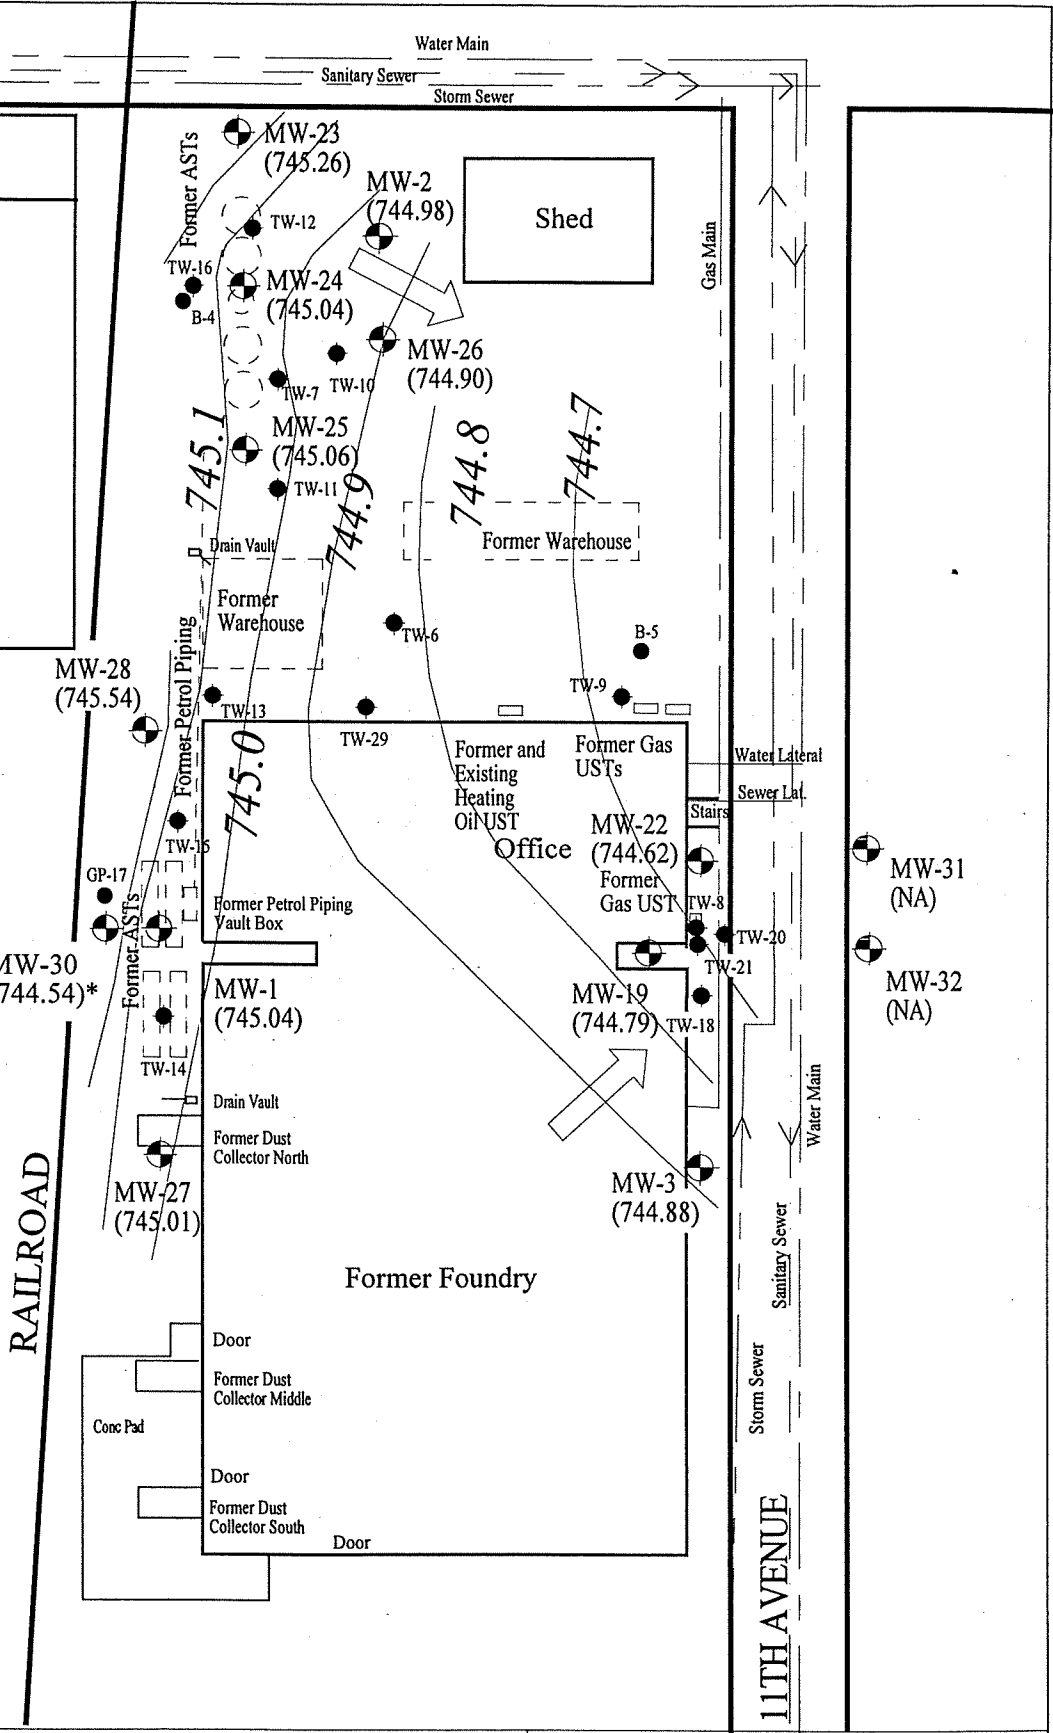 Water Main
Sanitary Sewer
Storm Sewer
MW-23
(745.26)
Former ASTs
MW-2
(744.98)
TW-12
Shed
Gas Main
TW-16
B-4
MW-24
(745.04)
MW-26
(744.90)
TW-7
TW-10
745.1
MW-25
(745.06)
TW-11
744.9
744.8
744.7
Drain Vault
Former Warehouse
Former
Warehouse
TW-6
B-5
MW-28
(745.54)
Former Petrol Piping
TW-13
TW-29
TW-9
745.0
Former and
Existing
Heating
Oil UST
Former Gas
USTs
Water Lateral
Sewer Lat.
Stairs
TW-15
Office
MW-22
(744.62)
MW-31
(NA)
GP-17
Former ASTs
Former Petrol Piping
Vault Box
Former
Gas UST
TW-8
TW-20
TW-21
MW-30
744.54)*
MW-1
(745.04)
MW-19
(744.79)
TW-18
MW-32
(NA)
TW-14
Drain Vault
Former Dust
Collector North
Water Main
MW-27
(745.01)
MW-3
(744.88)
RAILROAD
Sanitary Sewer
Former Foundry
Door
Former Dust
Collector Middle
Storm Sewer
Conc Pad
Door
Former Dust
Collector South
Door
11TH AVENUE